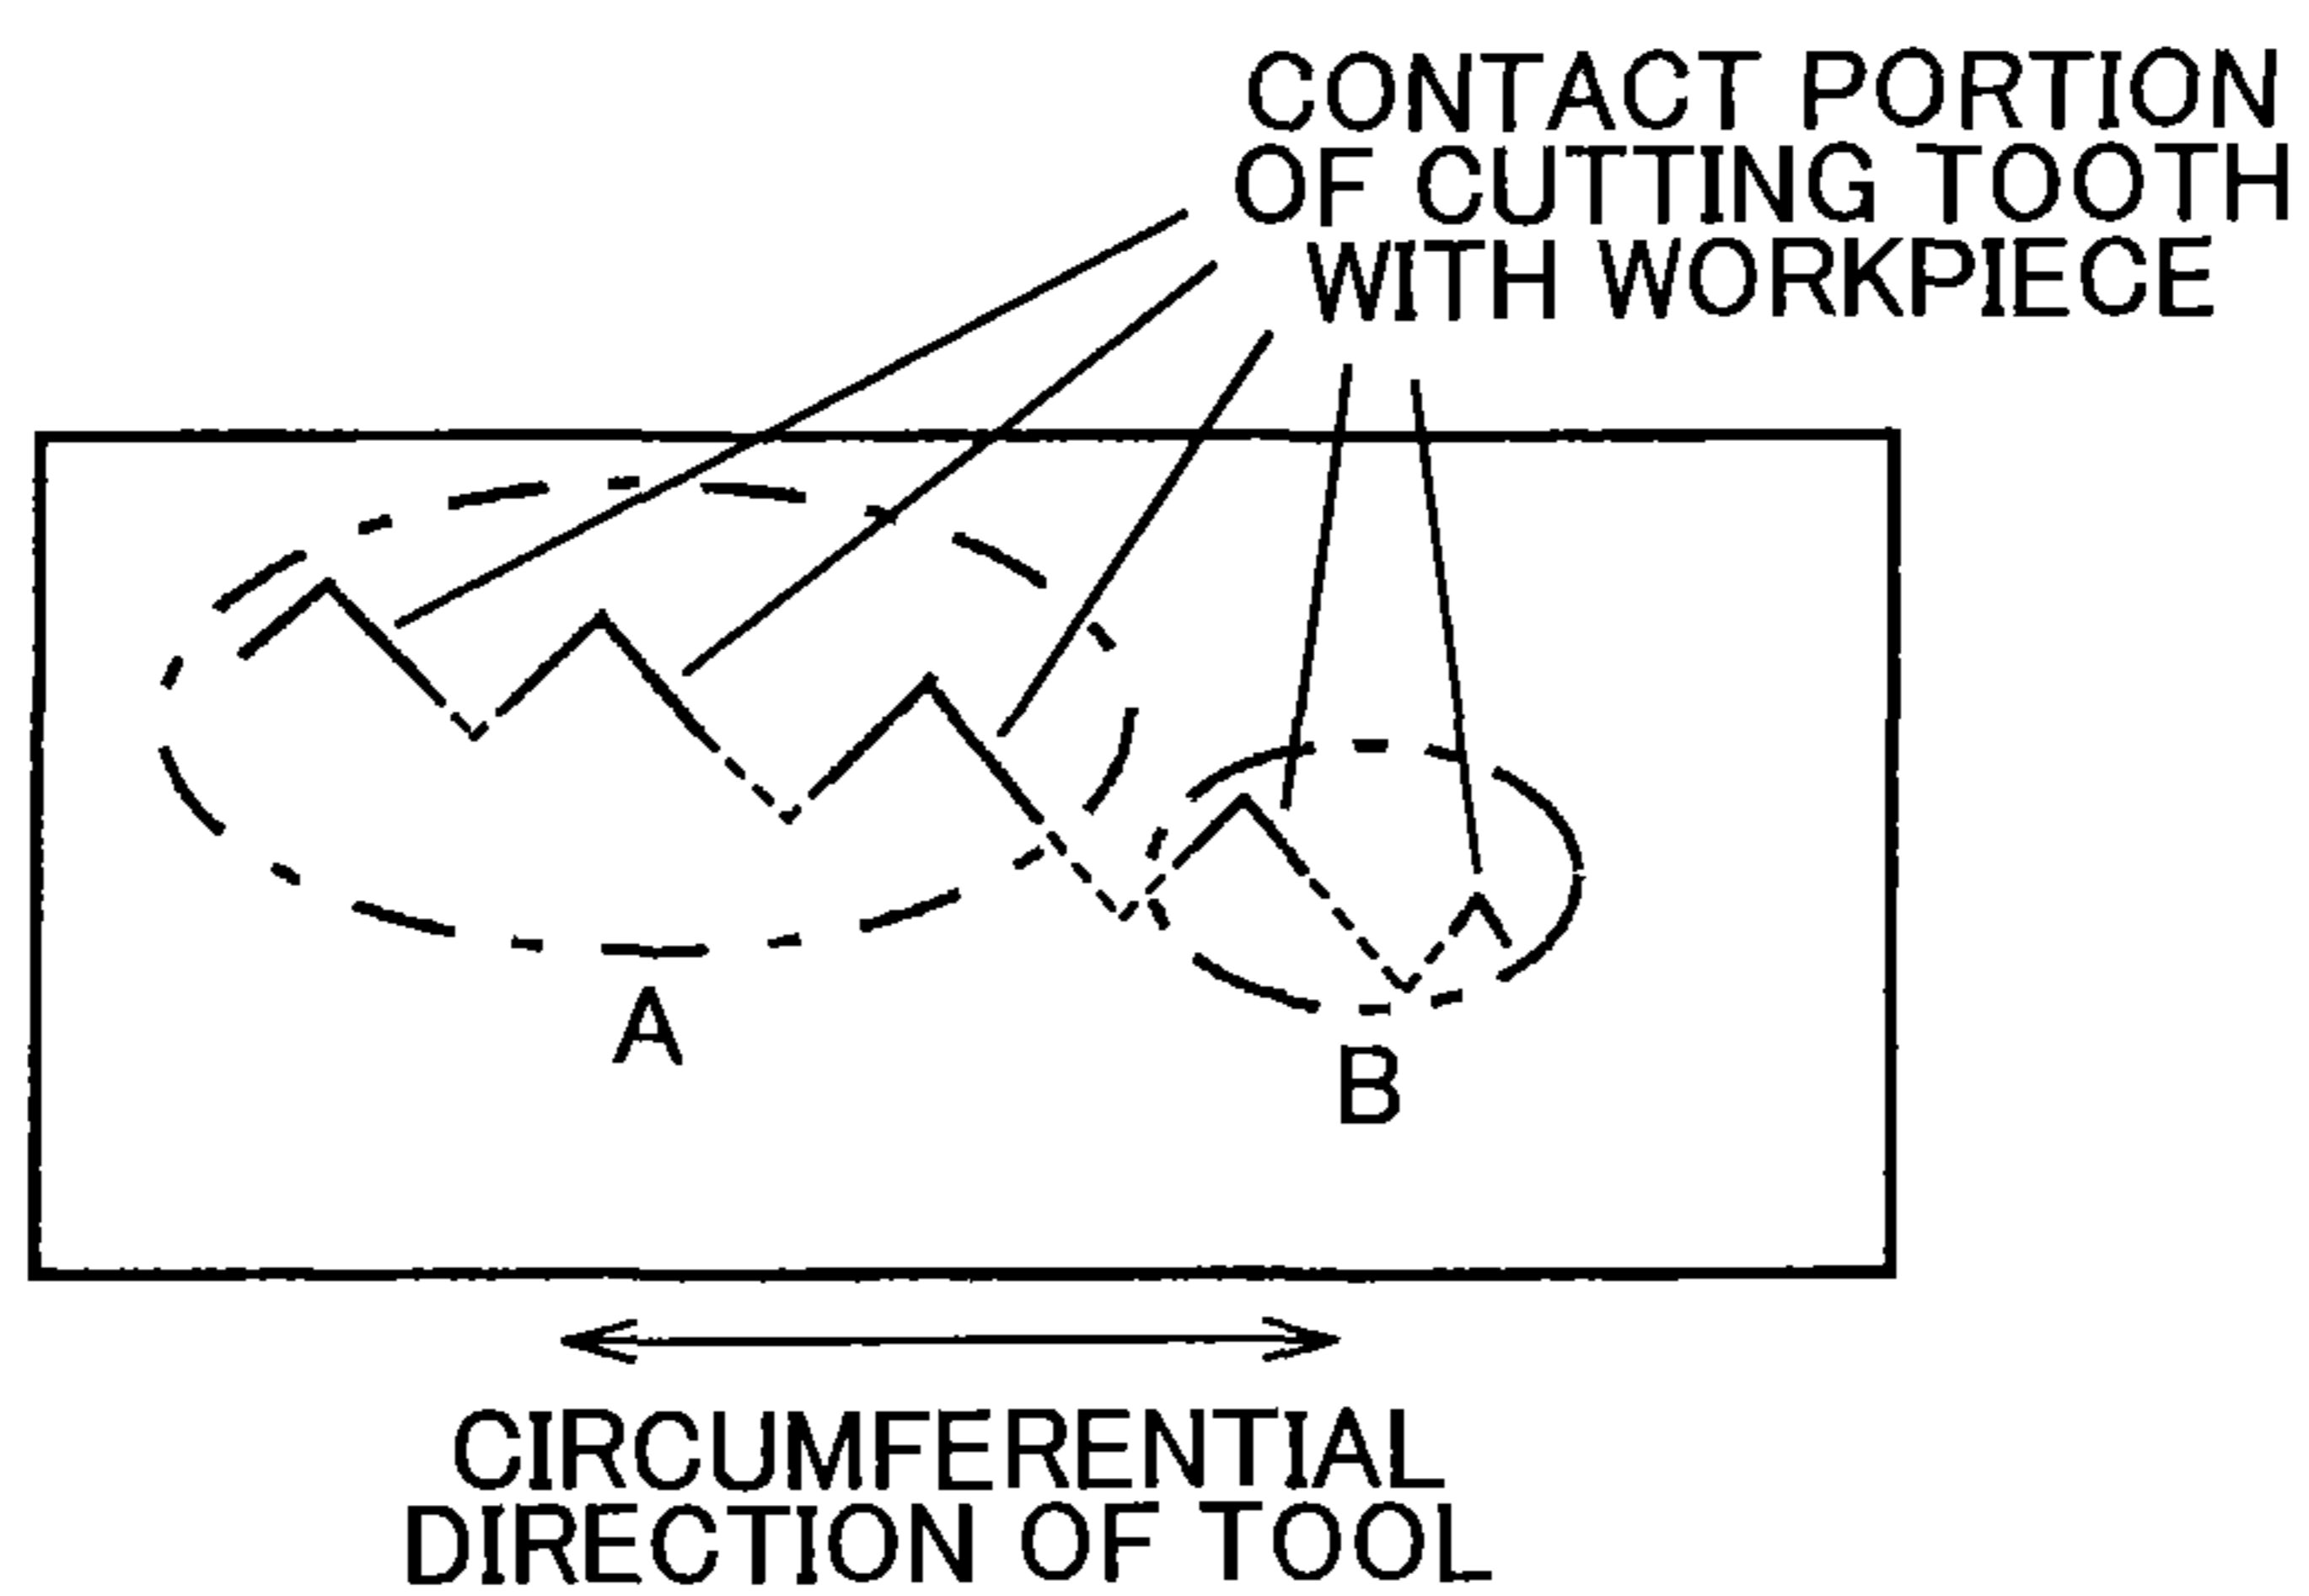 CONTACT PORTION
OF CUTTING TOOTH
WITH WORKPIECE
A
B
CIRCUMFERENTIAL
DIRECTION OF TOOL